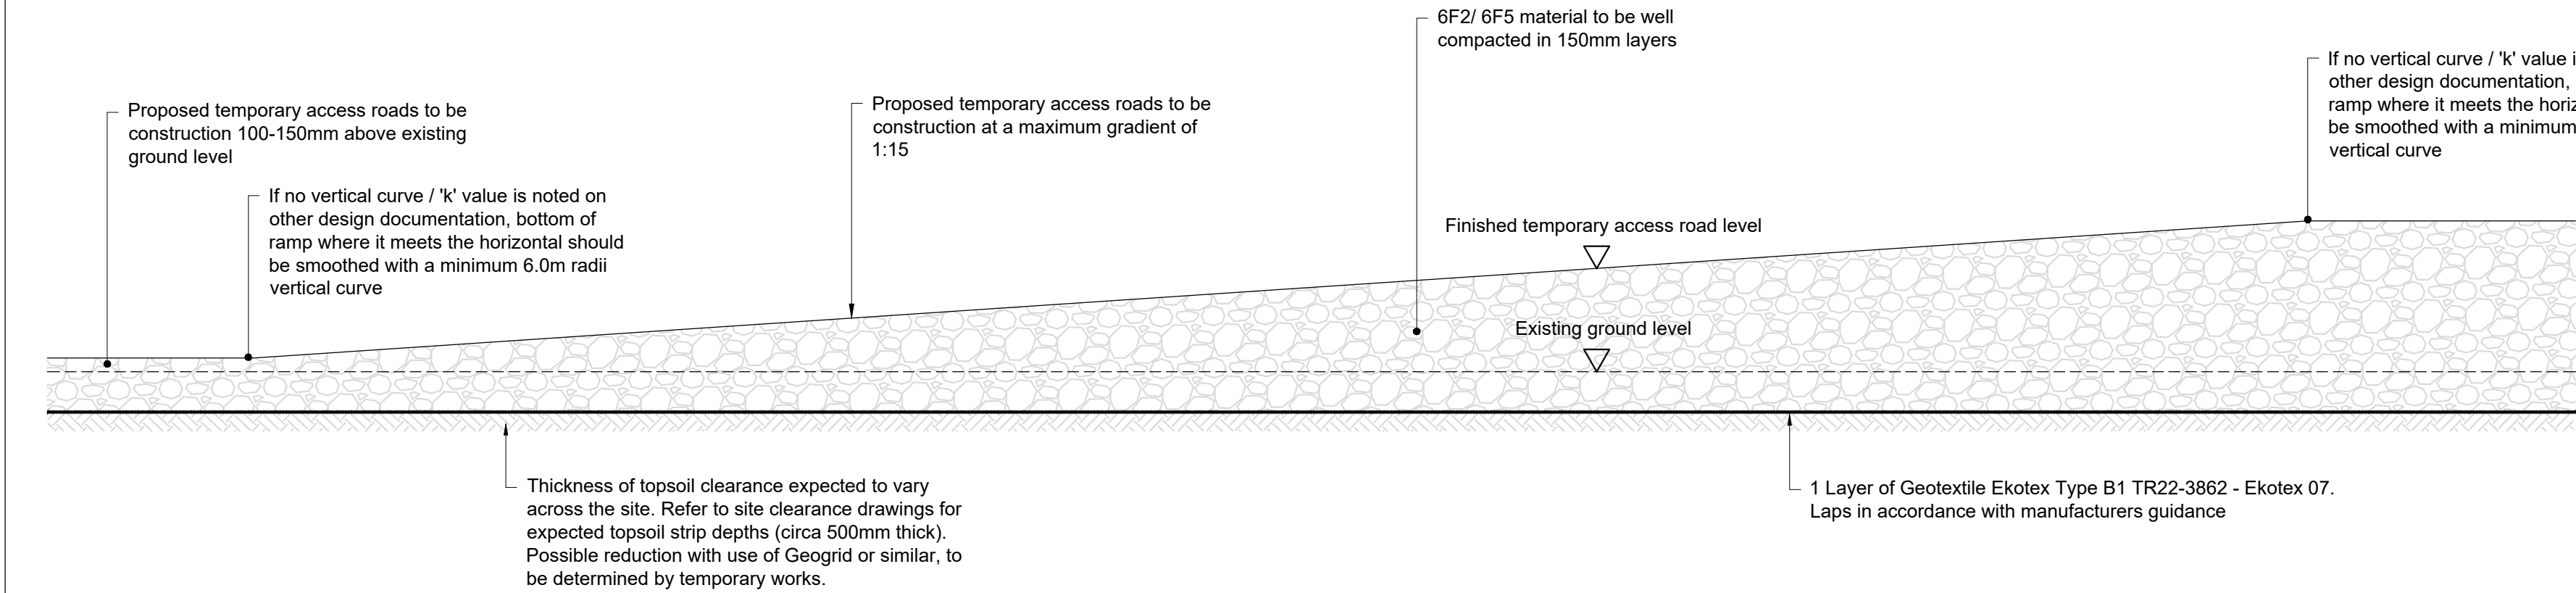 6F2/ 6F5 material to be well
compacted in 150mm layers
If no vertical curve / 'k' value
other design documentation,
ramp where it meets the
be smoothed with a minimum
vertical curve
Proposed temporary access roads to be
construction 100-150mm above existing
ground level
Proposed temporary access roads to be
construction at a maximum gradient of
1:15
If no vertical curve / 'k' value is noted on
other design documentation, bottom of
ramp where it meets the horizontal should
be smoothed with a minimum 6.0m radii
vertical curve
Finished temporary access road level
Existing ground level
Thickness of topsoil clearance expected to vary
across the site. Refer to site clearance drawings for
expected topsoil strip depths (circa 500mm thick).
Possible reduction with use of Geogrid or similar, to
be determined by temporary works.
1 Layer of Geotextile Ekotex Type B1 TR22-3862 - Ekotex 07.
Laps in accordance with manufacturers guidance